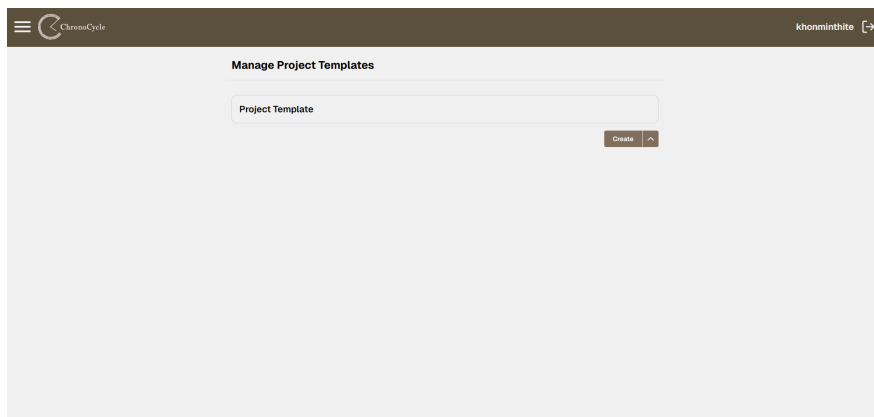 ChronoCycle
khonminthite
Manage Project Templates
Project Template
Create